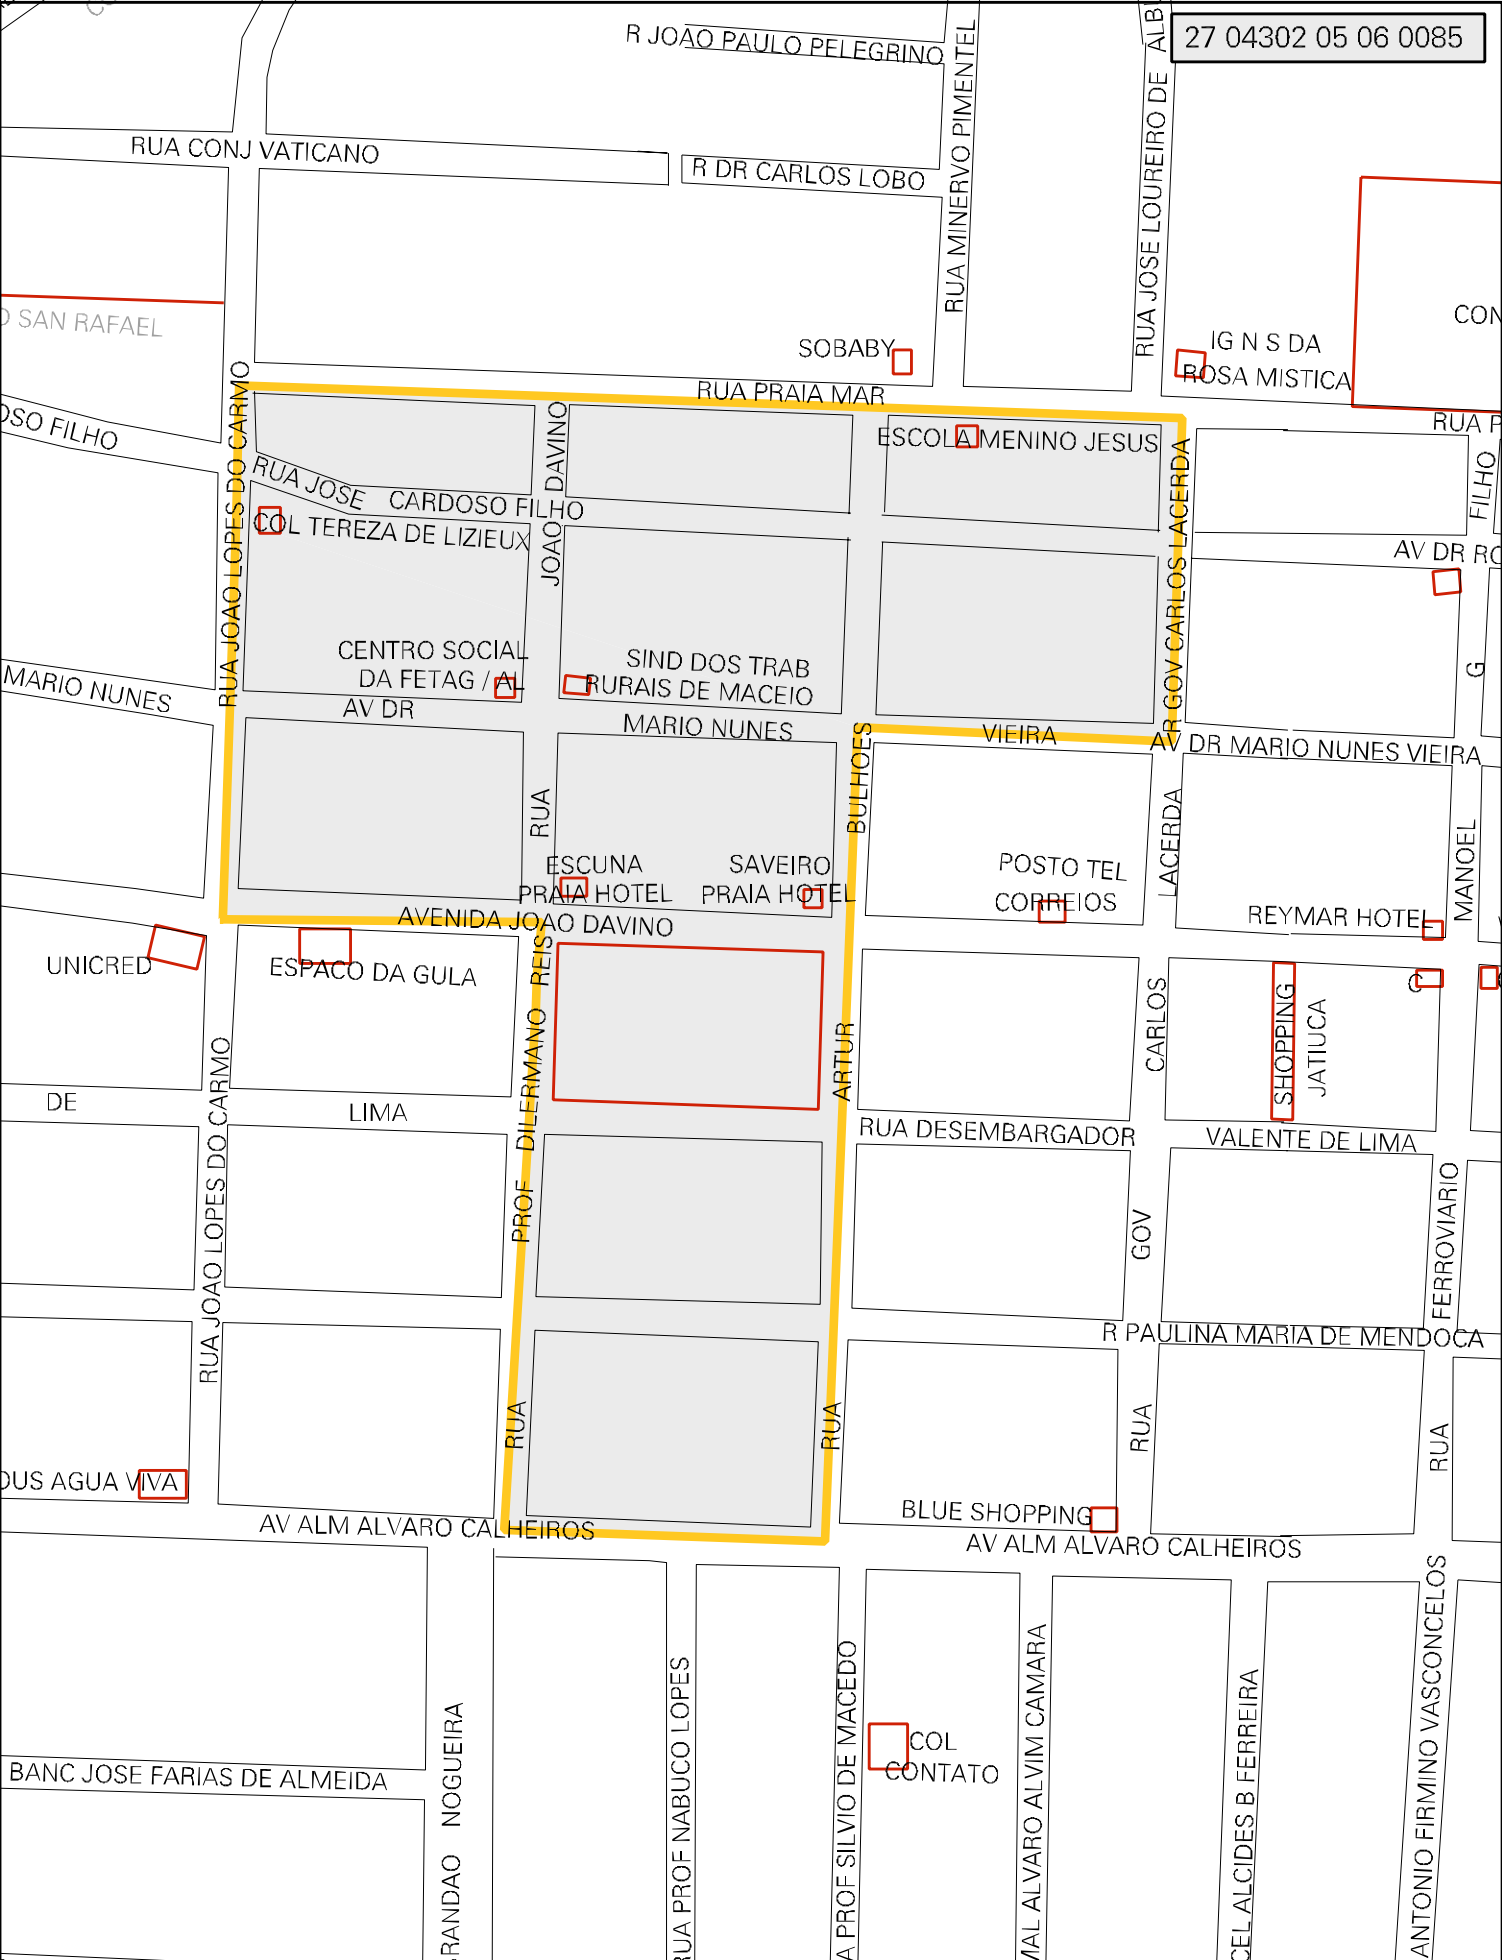 27 04302 05 06 0085
R JOAO PAULO PELEGRINO
RUA MINERVO PIMENTEL
RUA JOSE LOUREIRO DE
RUA CONJ VATICANO
R DR CARLOS LOBO
SAN RAFAEL
SOBABY
IG N S DA
ROSA MISTICA
RUA PRAIA MAR
RUA
FILHO
ESCOLA MENINO JESUS
JOAO DAVINO
RUA JOSE CARDOSO FILHO
COL TEREZA DE LIZIEUX
RUA JOAO LOPES DO CARMO
R GOV CARLOS LACERDA
AV DR
G
CENTRO SOCIAL
DA FETAG / AL
SIND DOS TRAB
RURAIS DE MACEIO
MARIO NUNES
AV DR MARIO NUNES VIEIRA
AV DR MARIO NUNES VIEIRA
BULHOES
RUA
LACERDA
MANOEL
ESCUNA
PRAIA HOTEL
SAVEIRO
PRAIA HOTEL
POSTO TEL
CORREIOS
REYMAR HOTEL
AVENIDA JOAO DAVINO
UNICRED
ESPACO DA GULA
REIS
DILERMANO
PROF
RUA
ARTUR
RUA
CARLOS
GOV
RUA
C
SHOPPING
JATIUCA
DE
LIMA
RUA DESEMBARGADOR
VALENTE DE LIMA
RUA JOAO LOPES DO CARMO
FERROVIARIO
RUA
R PAULINA MARIA DE MENDOCA
AGUA VIVA
BLUE SHOPPING
AV ALM ALVARO CALHEIROS
AV ALM ALVARO CALHEIROS
COL
CONTATO
BANC JOSE FARIAS DE ALMEIDA
NOGUEIRA
RUA PROF NABUCO LOPES
PROF SILVIO DE MACEDO
ALVARO ALVIM CAMARA
ALCIDES B FERREIRA
ANTONIO FIRMINO VASCONCELOS